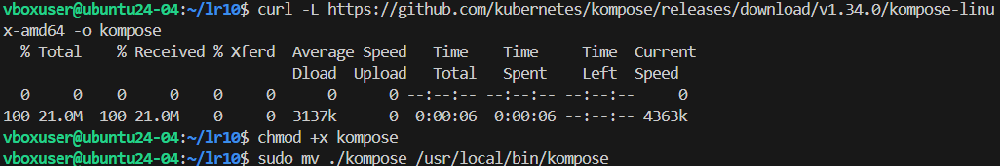 vboxuser@ubuntu24-04:~/lr10$ curl -L https://github.com/kubernetes/kompose/releases/download/v1.34.0/kompose-linu
x-amd64 -o kompose
  % Total    % Received % Xferd  Average Speed   Time    Time     Time  Current
                                 Dload  Upload   Total   Spent    Left  Speed
  0     0    0     0    0     0      0      0 --:--:-- --:--:-- --:--:--     0
100 21.0M  100 21.0M    0     0  3137k      0  0:00:06  0:00:06 --:--:-- 4363k
vboxuser@ubuntu24-04:~/lr10$ chmod +x kompose
vboxuser@ubuntu24-04:~/lr10$ sudo mv ./kompose /usr/local/bin/kompose